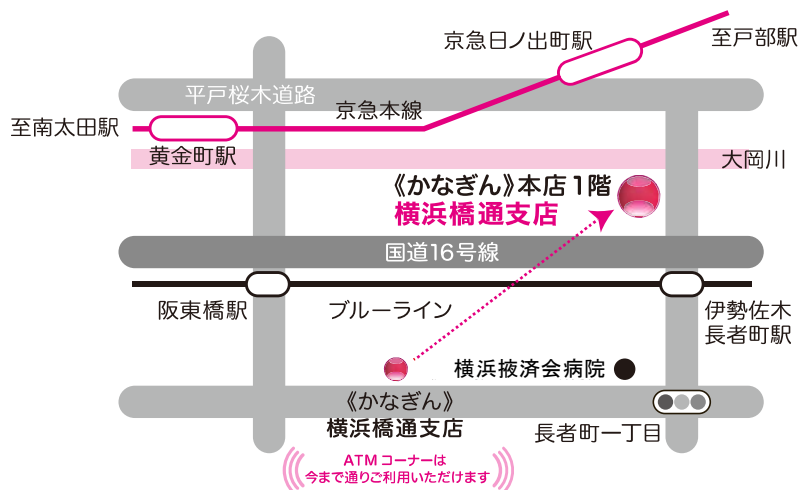 京急日ノ出町駅
至戸部駅
平戸桜木道路
京急本線
至南太田駅
黄金町駅
大岡川
《かなぎん》本店1階
横浜橋通支店
国道16号線
阪東橋駅
ブルーライン
伊勢佐木
長者町駅
横浜掖済会病院
《かなぎん》
横浜橋通支店
長者町一丁目
ATMコーナーは
今まで通りご利用いただけます